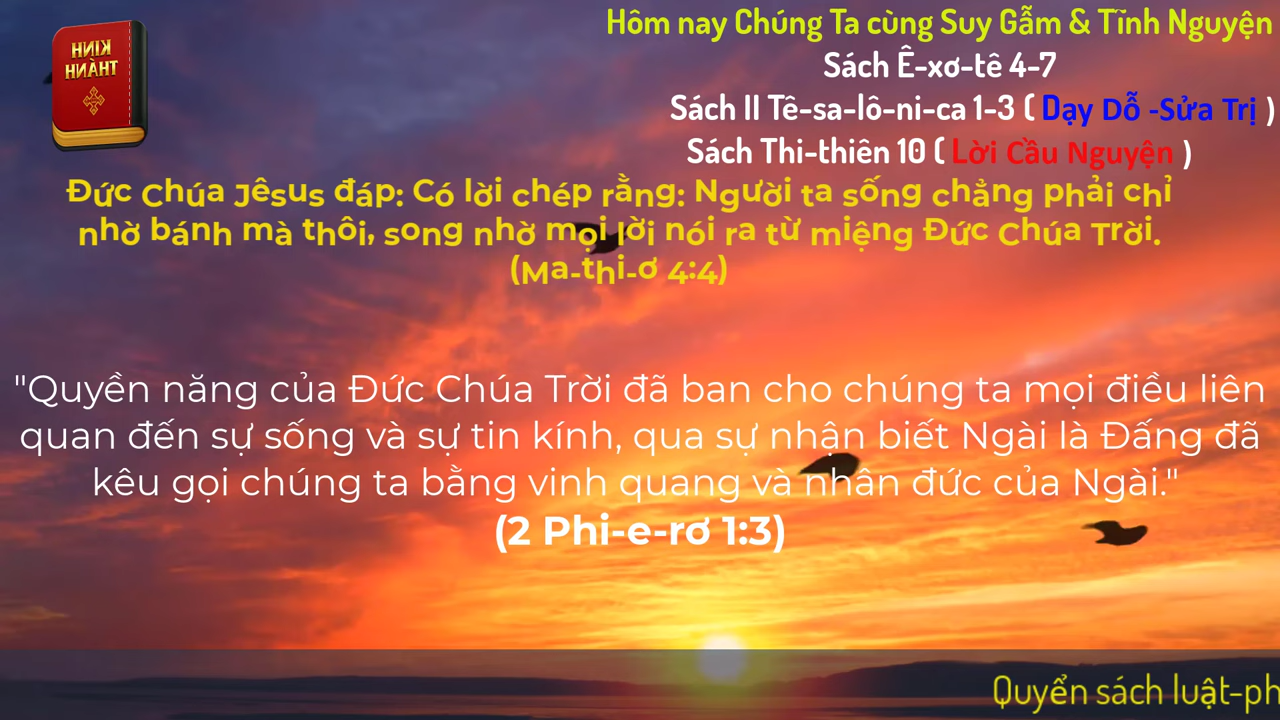 KINH
THÁNH
Hôm nay Chúng Ta cùng Suy Gẫm & Tĩnh Nguyện
Sách Ê-xơ-tê 4-7
Sách II Tê-sa-lô-ni-ca 1-3 ( Dạy Dỗ -Sửa Trị )
Sách Thi-thiên 10 ( Lời Cầu Nguyện )
Đức Chúa Jêsus đáp: Có lời chép rằng: Người ta sống chẳng phải chỉ
nhờ bánh mà thôi, song nhờ mọi lời nói ra từ miệng Đức Chúa Trời.
(Ma-thi-ơ 4:4)
"Quyền năng của Đức Chúa Trời đã ban cho chúng ta mọi điều liên
quan đến sự sống và sự tin kính, qua sự nhận biết Ngài là Đấng đã
kêu gọi chúng ta bằng vinh quang và nhân đức của Ngài."
(2 Phi-e-rơ 1:3)
Quyển sách luật-ph